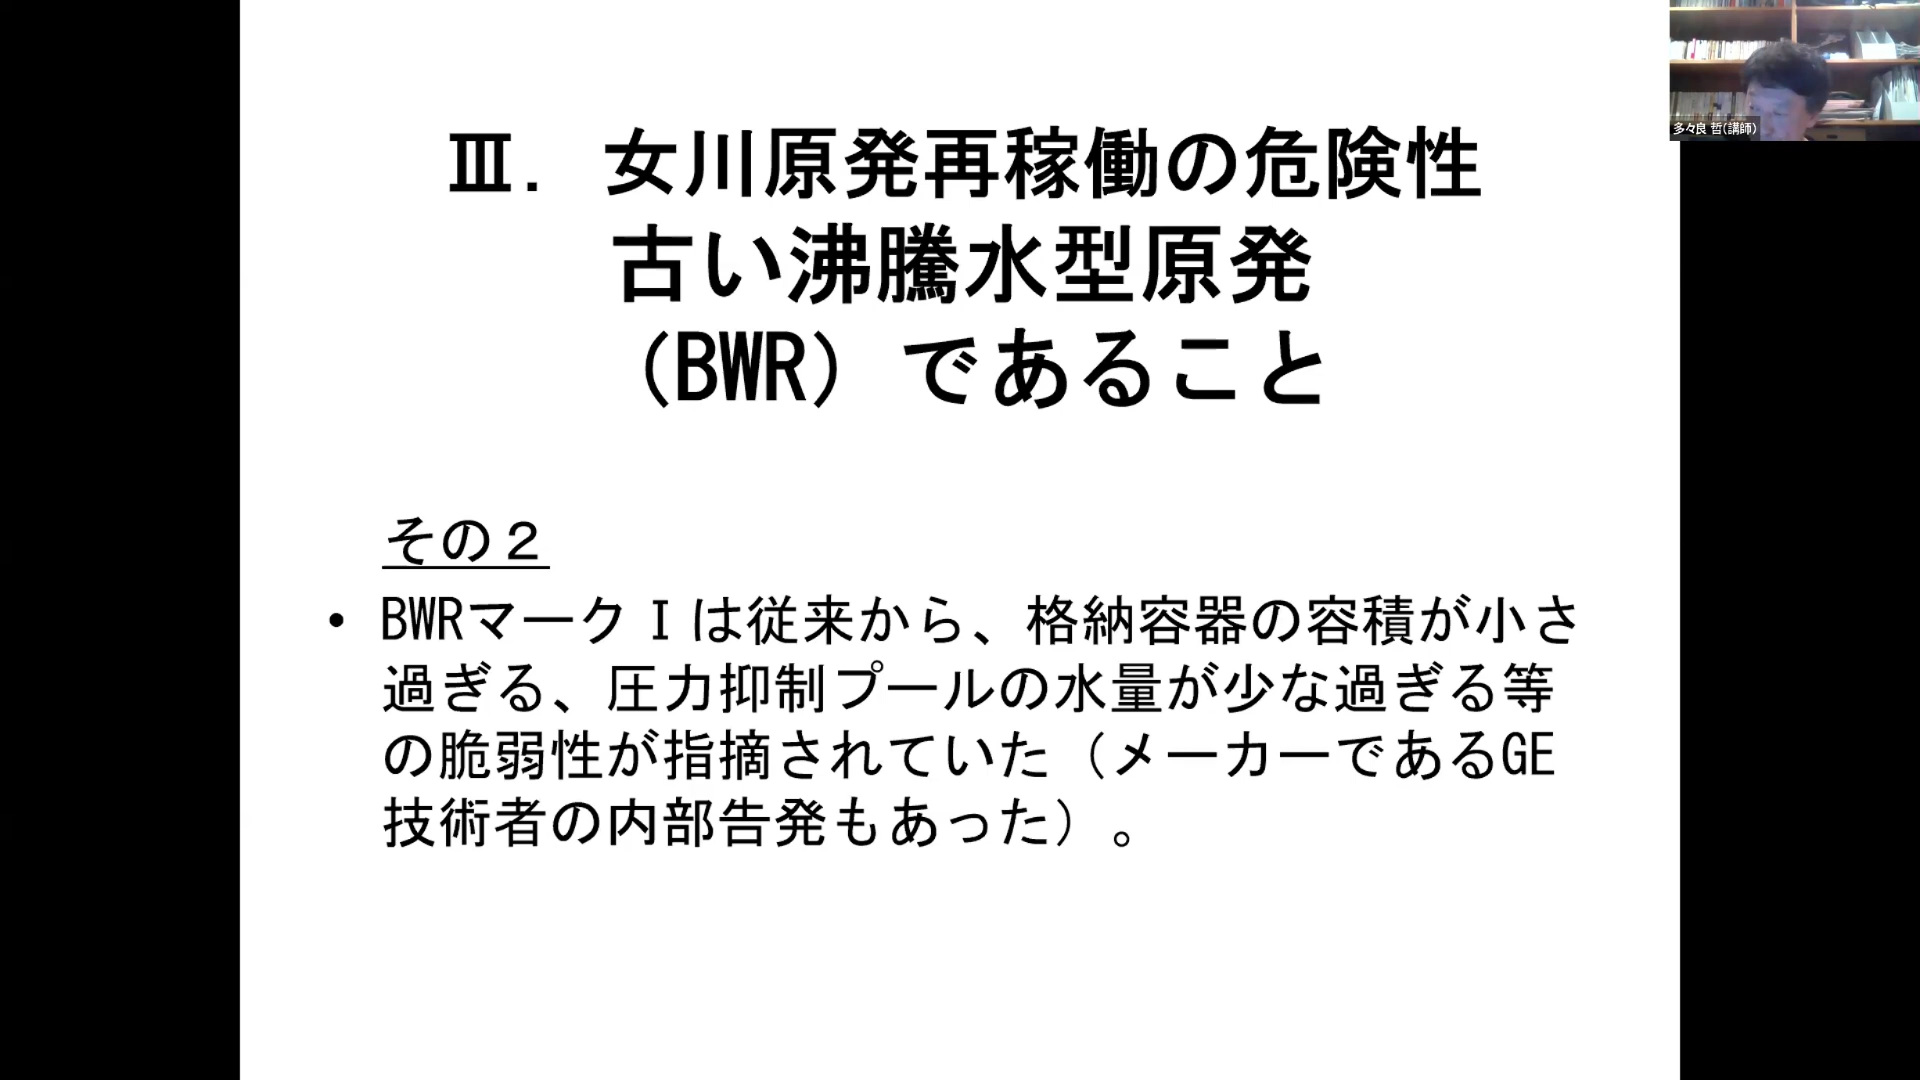 Ⅲ． 女川原発再稼働の危険性
古い沸騰水型原発
（BWR）であること
その２
• BWRマークⅠは従来から、格納容器の容積が小さ
過ぎる、圧力抑制プールの水量が少な過ぎる等
の脆弱性が指摘されていた（メーカーであるGE
技術者の内部告発もあった）。
多々良 哲(講師)